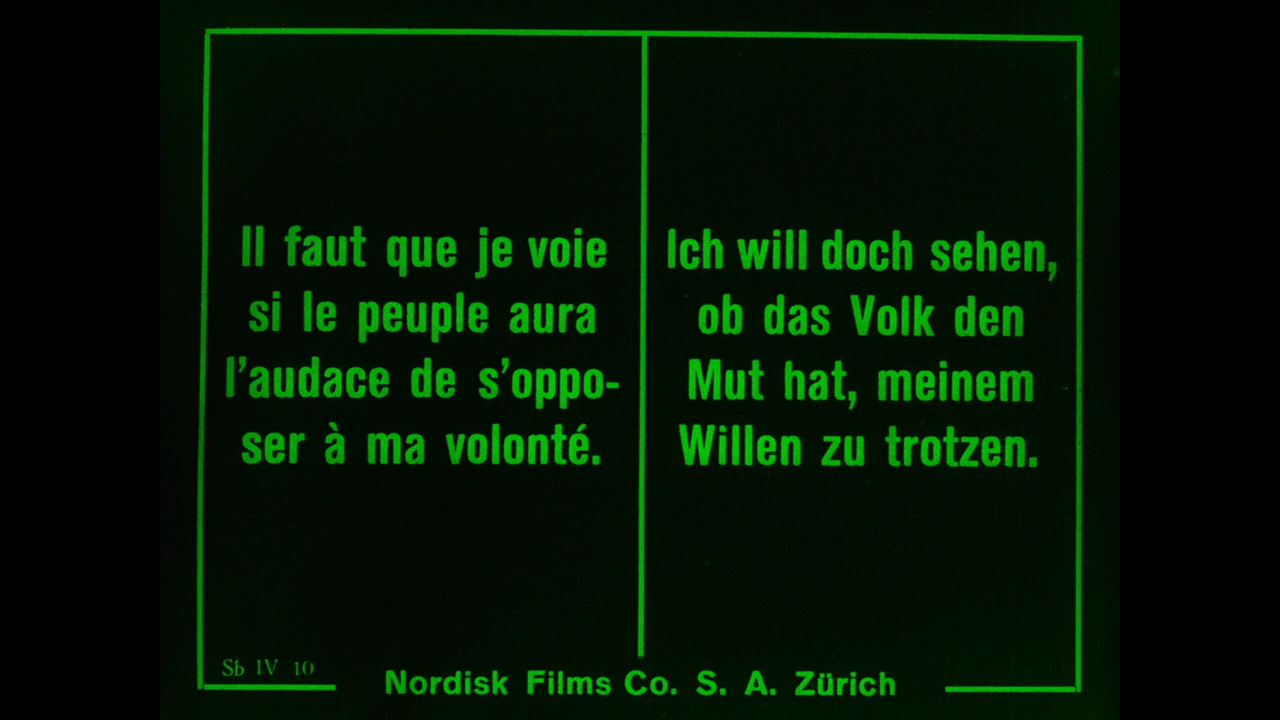 Il faut que je voie
si le peuple aura
l'audace de s'oppo-
ser à ma volonté.
Ich will doch sehen,
ob das Volk den
Mut hat, meinem
Willen zu trotzen.
Sb IV 10
Nordisk Films Co. S. A. Zürich